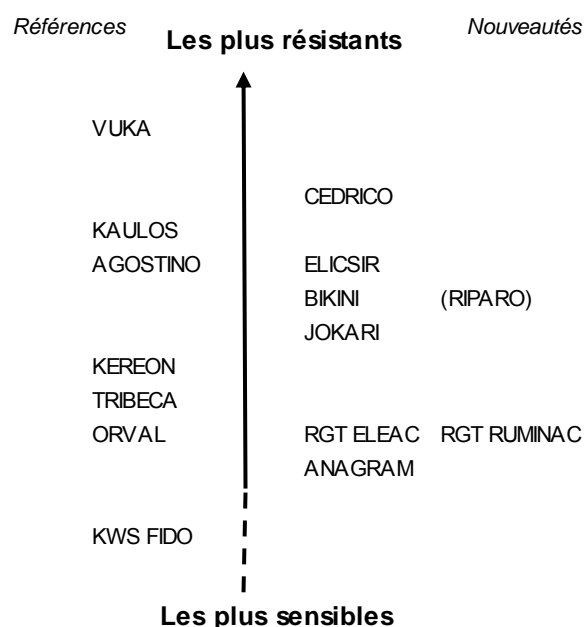 Références Les plus résistants Nouveautés
VUKA
CEDRICO
KAULOS
AGOSTINO ELICSIR
BIKINI (RIPARO)
JOKARI
KEREON
TRIBECA
ORVAL RGT ELEAC RGT RUMINAC
ANAGRAM
KWS FIDO
Les plus sensibles